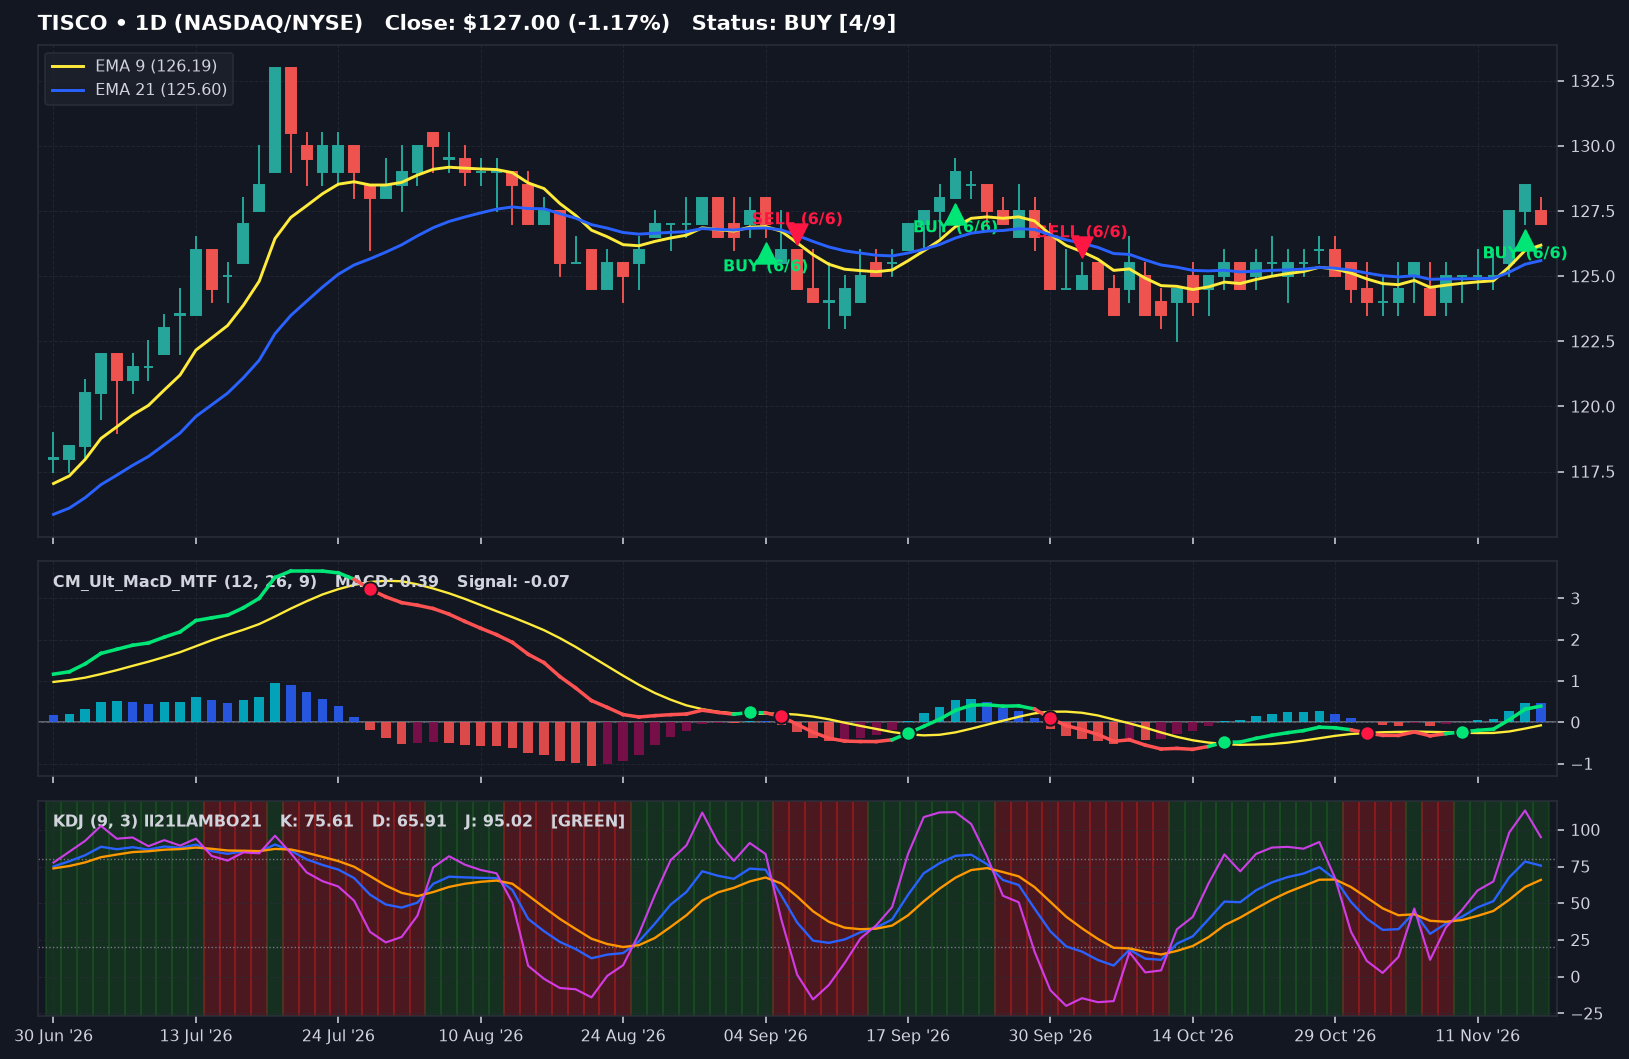 TISCO • 1D (NASDAQ/NYSE)   Close: $127.00 (-1.17%)   Status: BUY [4/9]
EMA 9 (126.19)
EMA 21 (125.60)
132.5
130.0
127.5
125.0
122.5
120.0
117.5
SELL (6/6)
BUY (6/6)
BUY (6/6)
SELL (6/6)
BUY (6/6)
CM_Ult_MacD_MTF (12, 26, 9)   MACD: 0.39   Signal: -0.07
3
2
1
0
−1
KDJ (9, 3) II21LAMBO21   K: 75.61   D: 65.91   J: 95.02   [GREEN]
100
75
50
25
0
−25
30 Jun '26
13 Jul '26
24 Jul '26
10 Aug '26
24 Aug '26
04 Sep '26
17 Sep '26
30 Sep '26
14 Oct '26
29 Oct '26
11 Nov '26